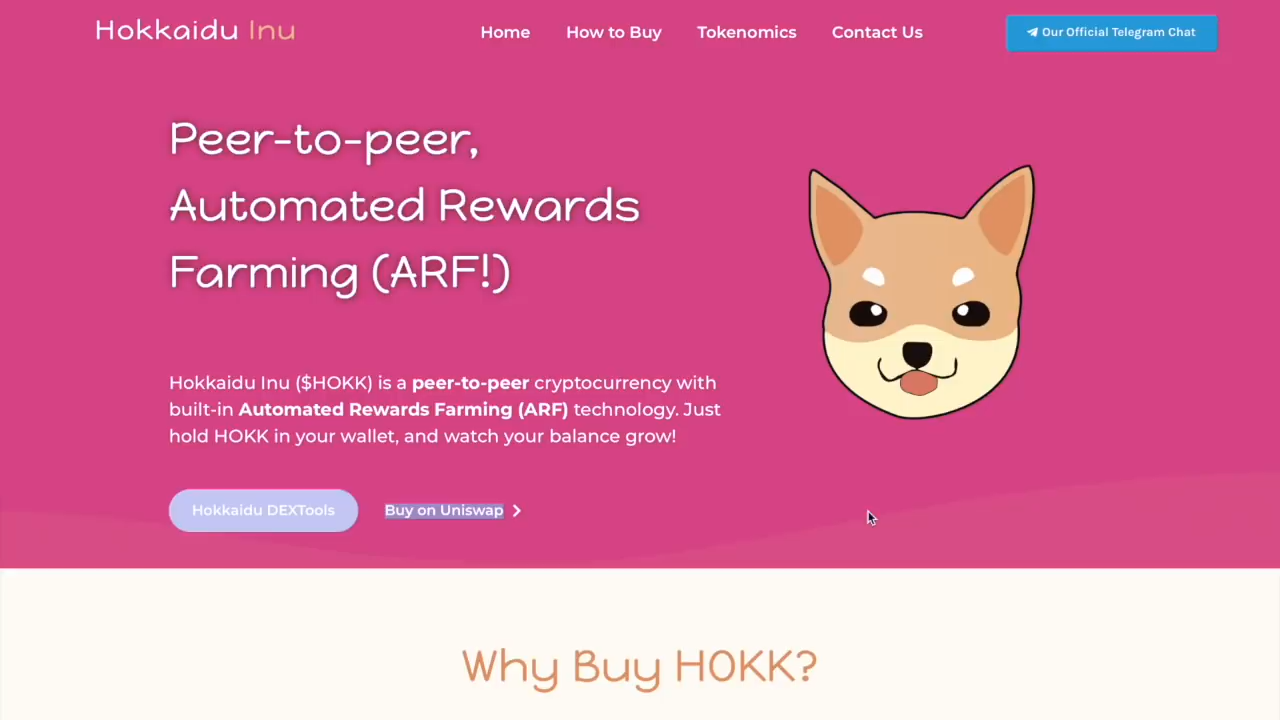 Hokkaidu Inu
Home
How to Buy
Tokenomics
Contact Us
Our Official Telegram Chat
Peer-to-peer,
Automated Rewards
Farming (ARF!)
Hokkaidu Inu ($HOKK) is a peer-to-peer cryptocurrency with
built-in Automated Rewards Farming (ARF) technology. Just
hold HOKK in your wallet, and watch your balance grow!
Hokkaidu DEXTools
Buy on Uniswap
Why Buy HOKK?